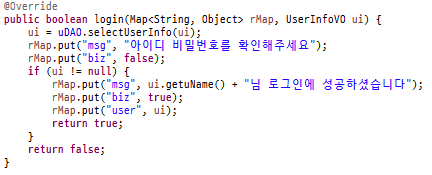 @Override
public boolean login(Map<String, Object> rMap, UserInfoVO ui) {
    ui = uDAO.selectUserInfo(ui);
    rMap.put("msg", "아이디 비밀번호를 확인해주세요");
    rMap.put("biz", false);
    if (ui != null) {
        rMap.put("msg", ui.getuName() + "님 로그인에 성공하셨습니다");
        rMap.put("biz", true);
        rMap.put("user", ui);
        return true;
    }
    return false;
}